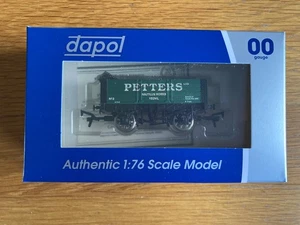 dapol
00
gauge
PETTERS
Authentic 1:76 Scale Model